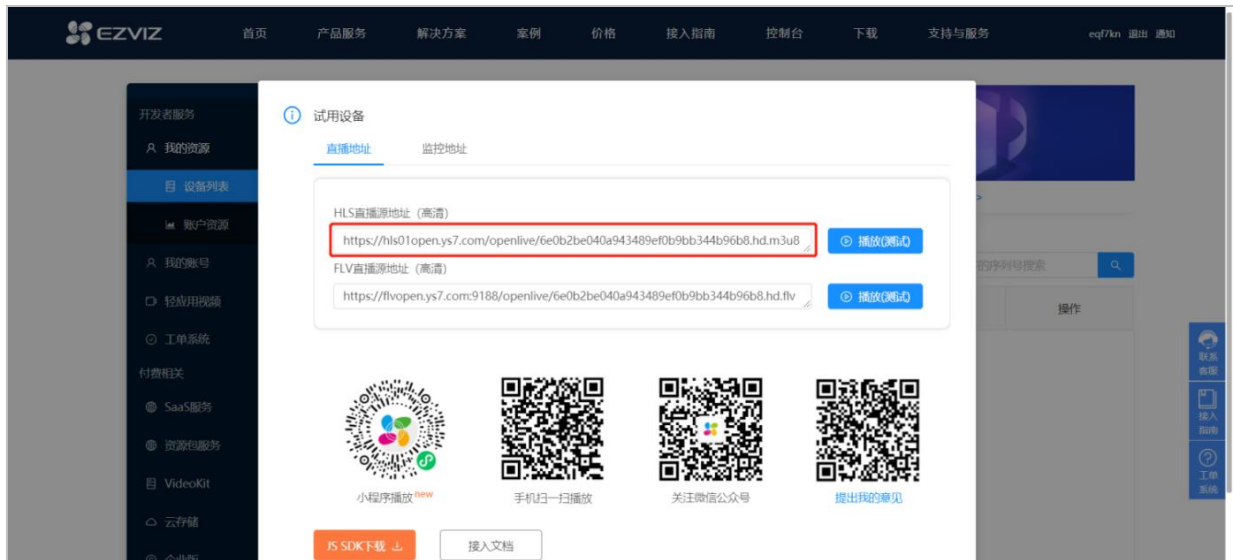 EZVIZ 首页 产品服务 解决方案 案例 价格 接入指南 控制台 下载 支持与服务 eqf7kn 退出 通知
开发者服务
我的资源
设备列表
账户资源
我的账号
轻应用视频
工单系统
付费相关
SaaS服务
资源包服务
VideoKit
云存储
企业版
试用设备
直播地址 监控地址
HLS直播源地址（高清）
https://hls01open.ys7.com/openlive/6e0b2be040a943489ef0b9bb344b96b8.hd.m3u8 播放(测试)
FLV直播源地址（高清）
https://flvopen.ys7.com:9188/openlive/6e0b2be040a943489ef0b9bb344b96b8.hd.flv 播放(测试)
小程序播放 new 手机扫一扫播放 关注微信公众号 提出我的意见
JS SDK下载 接入文档
>
的序列号搜索
操作
联系
客服
接入
指南
工单
系统